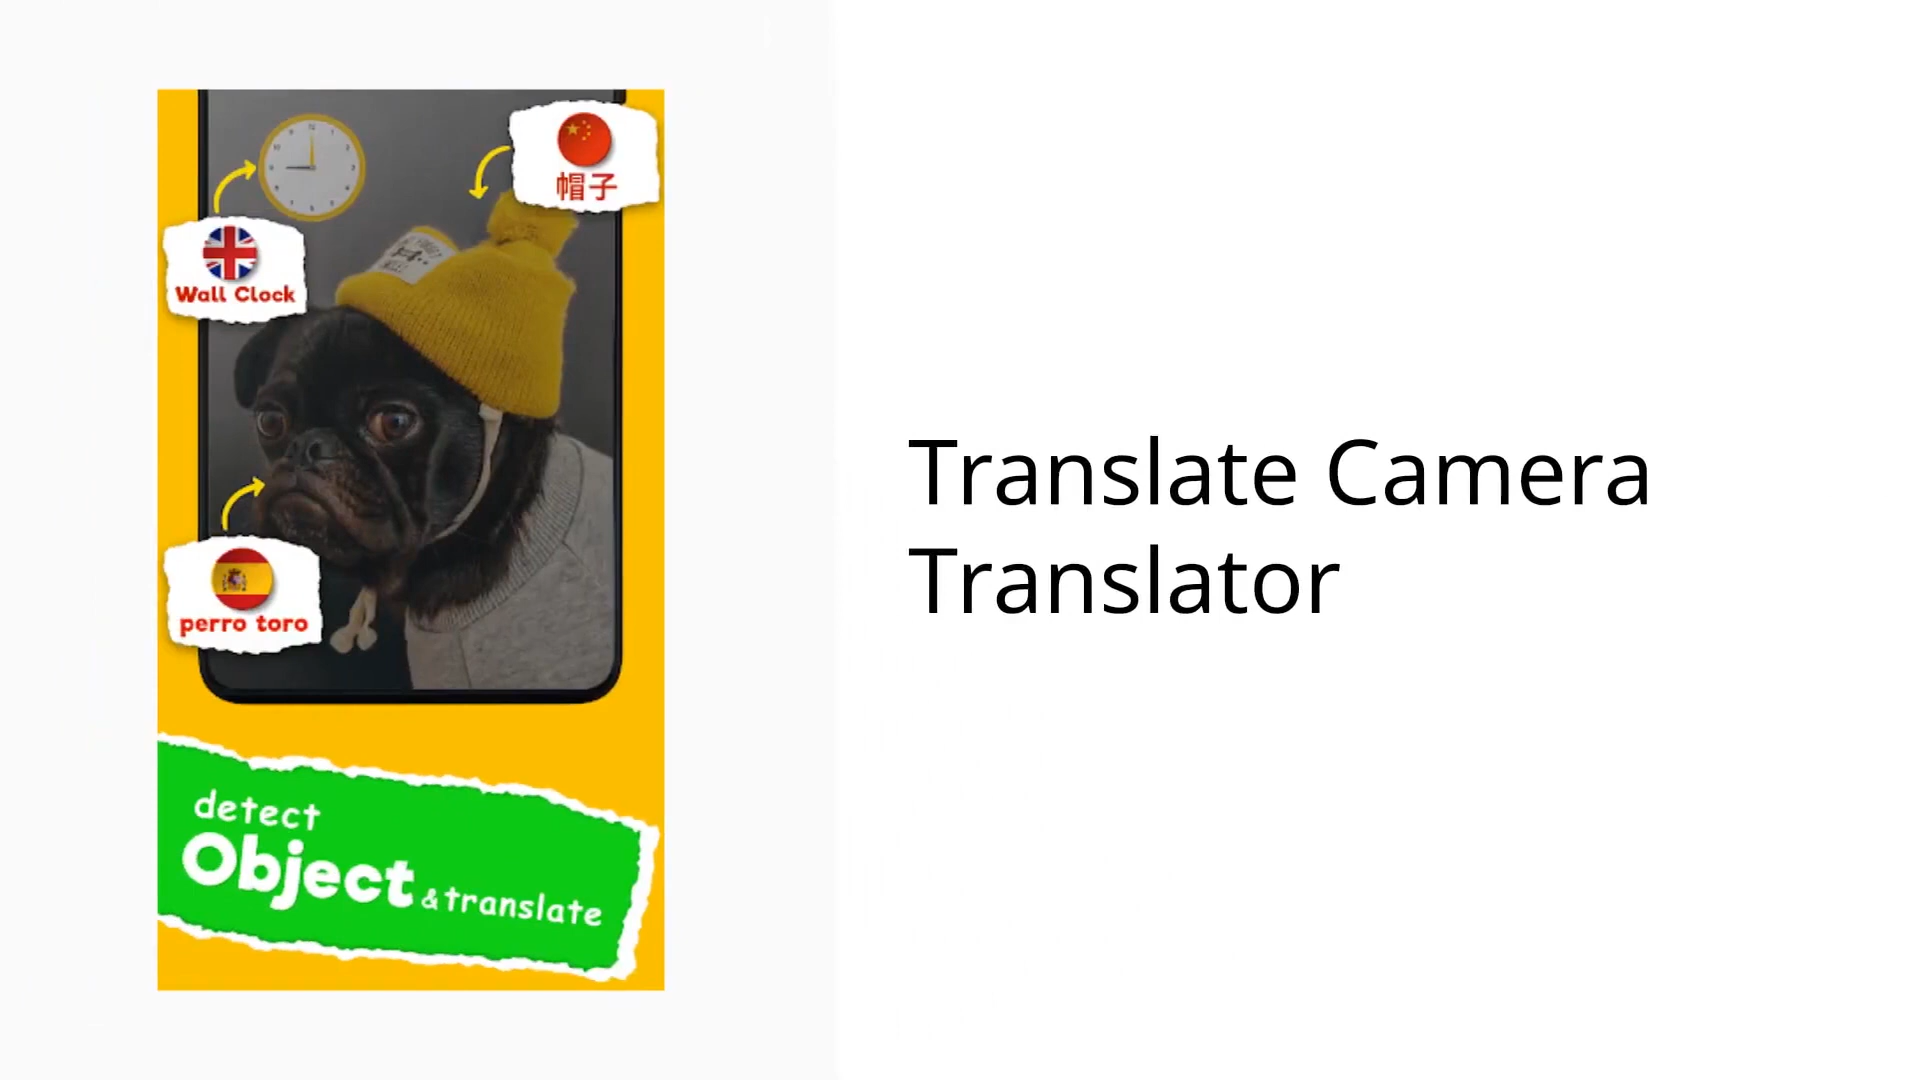 帽子
Wall Clock
perro toro
detect
Object & translate
Translate Camera
Translator